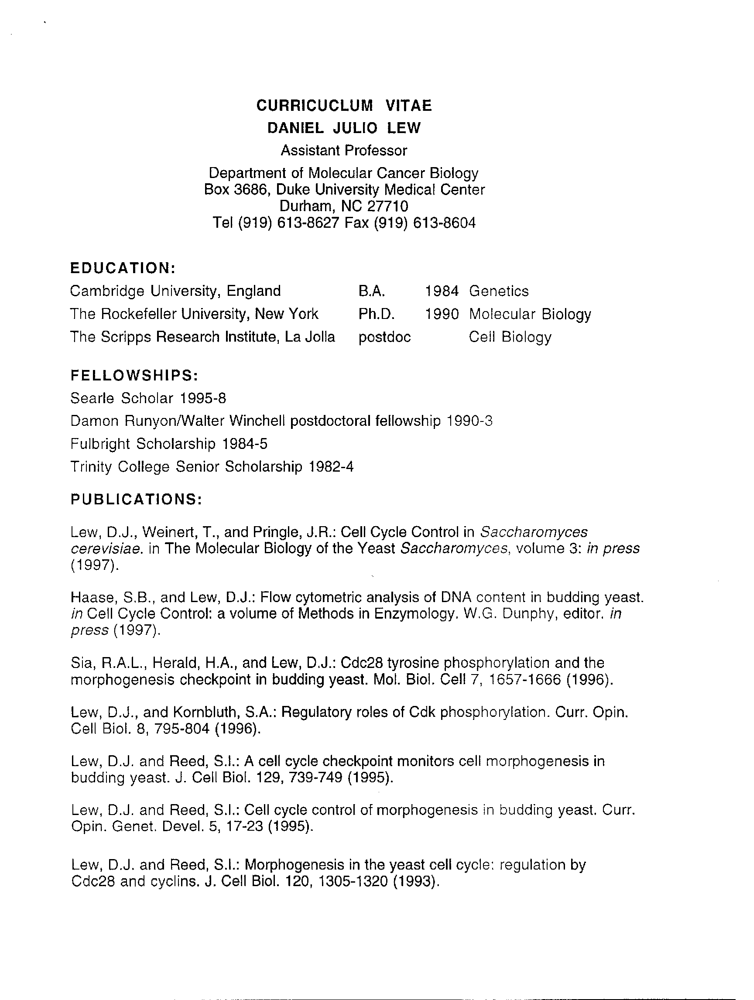 CURRICUCLUM VITAE
DANIEL JULIO LEW
Assistant Professor
Department of Molecular Cancer Biology
Box 3686, Duke University Medical Center
Durham, NC 27710
Tel (919) 613-8627 Fax (919) 613-8604
EDUCATION:
Cambridge University, England B.A. 1984 Genetics
The Rockefeller University, New York Ph.D. 1990 Molecular Biology
The Scripps Research Institute, La Jolla postdoc Cell Biology
FELLOWSHIPS:
Searle Scholar 1995-8
Damon Runyon/Walter Winchell postdoctoral fellowship 1990-3
Fulbright Scholarship 1984-5
Trinity College Senior Scholarship 1982-4
PUBLICATIONS:
Lew, D.J., Weinert, T., and Pringle, J.R.: Cell Cycle Control in Saccharomyces
cerevisiae. in The Molecular Biology of the Yeast Saccharomyces, volume 3: in press
(1997).
Haase, S.B., and Lew, D.J.: Flow cytometric analysis of DNA content in budding yeast.
in Cell Cycle Control: a volume of Methods in Enzymology. W.G. Dunphy, editor. in
press (1997).
Sia, R.A.L., Herald, H.A., and Lew, D.J.: Cdc28 tyrosine phosphorylation and the
morphogenesis checkpoint in budding yeast. Mol. Biol. Cell 7, 1657-1666 (1996).
Lew, D.J., and Kornbluth, S.A.: Regulatory roles of Cdk phosphorylation. Curr. Opin.
Cell Biol. 8, 795-804 (1996).
Lew, D.J. and Reed, S.I.: A cell cycle checkpoint monitors cell morphogenesis in
budding yeast. J. Cell Biol. 129, 739-749 (1995).
Lew, D.J. and Reed, S.I.: Cell cycle control of morphogenesis in budding yeast. Curr.
Opin. Genet. Devel. 5, 17-23 (1995).
Lew, D.J. and Reed, S.I.: Morphogenesis in the yeast cell cycle: regulation by
Cdc28 and cyclins. J. Cell Biol. 120, 1305-1320 (1993).